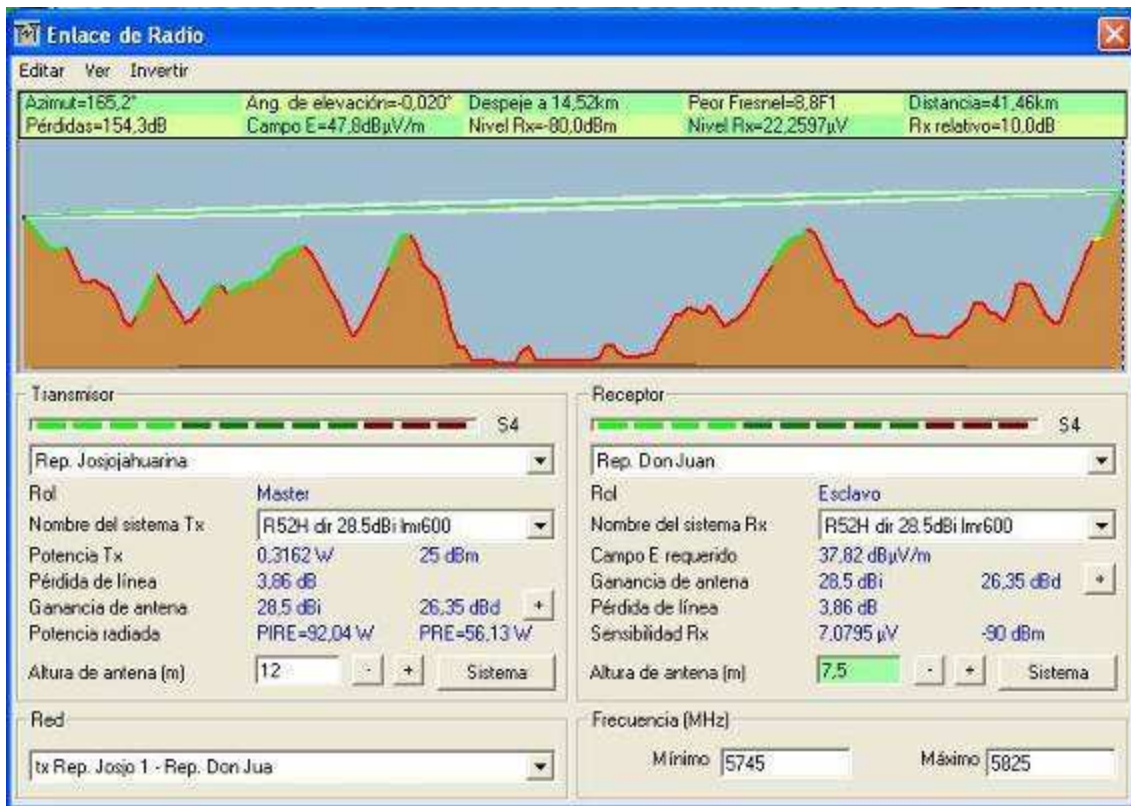 Enlace de Radio
Editar Ver Invertir
Azimut=165,2° Ang. de elevación=-0,020° Despeje a 14,52km Peor Fresnel=8,8F1 Distancia=41,46km
Pérdidas=154,3dB Campo E=47,8dBµV/m Nivel Rx=-80,0dBm Nivel Rx=22,2597µV Rx relativo=10,0dB
Transmisor
S4
Rep. Josjojahuarina
Rol Master
Nombre del sistema Tx R52H dir 28.5dBi lmr600
Potencia Tx 0,3162 W 25 dBm
Pérdida de línea 3,86 dB
Ganancia de antena 28,5 dBi 26,35 dBd +
Potencia radiada PIRE=92,04 W PRE=56,13 W
Altura de antena (m) 12 - + Sistema
Receptor
S4
Rep. Don Juan
Rol Esclavo
Nombre del sistema Rx R52H dir 28.5dBi lmr600
Campo E requerido 37,82 dBµV/m
Ganancia de antena 28,5 dBi 26,35 dBd +
Pérdida de línea 3,86 dB
Sensibilidad Rx 7,0795 µV -90 dBm
Altura de antena (m) 7,5 - + Sistema
Red
tx Rep. Josjo 1 - Rep. Don Jua
Frecuencia (MHz)
Mínimo 5745 Máximo 5825